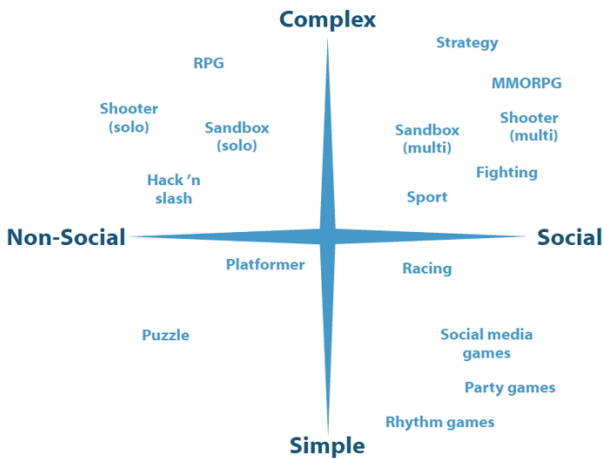 Complex
Strategy
RPG
MMORPG
Shooter
(solo)
Sandbox
(solo)
Sandbox
(multi)
Shooter
(multi)
Hack ’n
slash
Fighting
Sport
Non-Social
Social
Platformer
Racing
Puzzle
Social media
games
Party games
Rhythm games
Simple